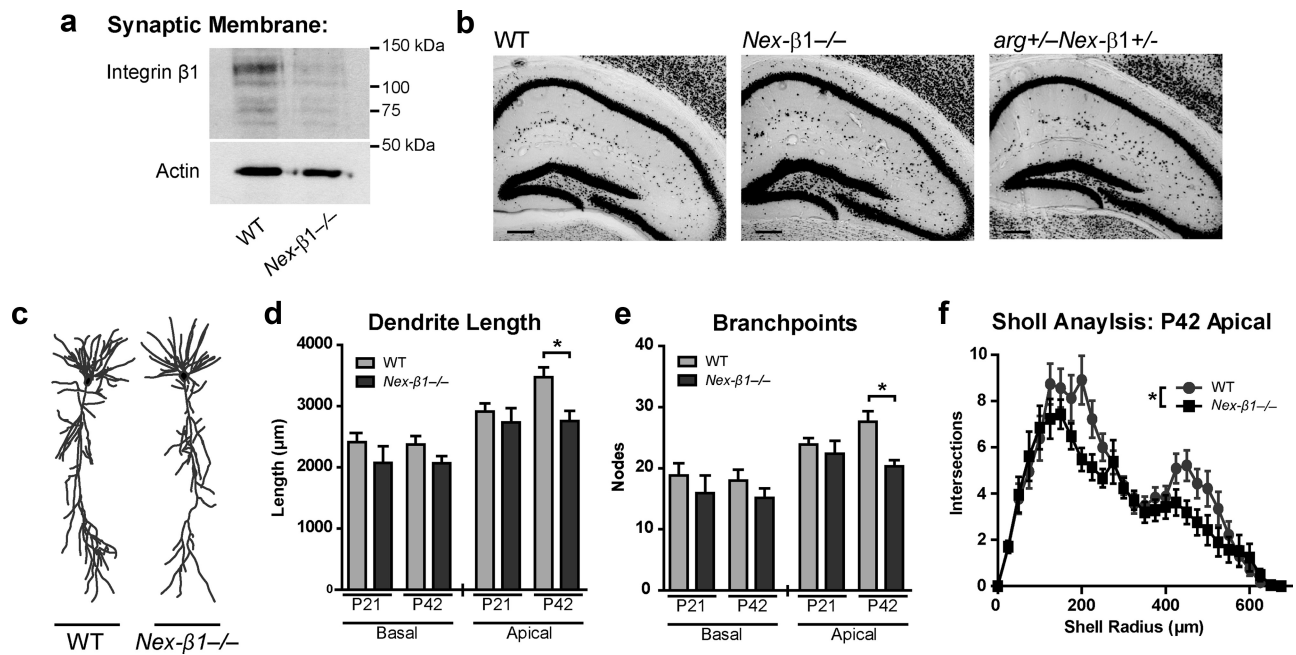 a Synaptic Membrane:
Integrin β1
150 kDa
100
75
50 kDa
Actin
WT
Nex-β1–/–
b
WT
Nex-β1–/–
arg+/–Nex-β1+/-
c
WT
Nex-β1–/–
d Dendrite Length
4000
3000
2000
1000
0
Length (µm)
WT
Nex-β1–/–
*
P21 P42 P21 P42
Basal Apical
e Branchpoints
40
30
20
10
0
Nodes
WT
Nex-β1–/–
*
P21 P42 P21 P42
Basal Apical
f Sholl Anaylsis: P42 Apical
10
8
6
4
2
0
Intersections
* WT
Nex-β1–/–
0 200 400 600
Shell Radius (µm)